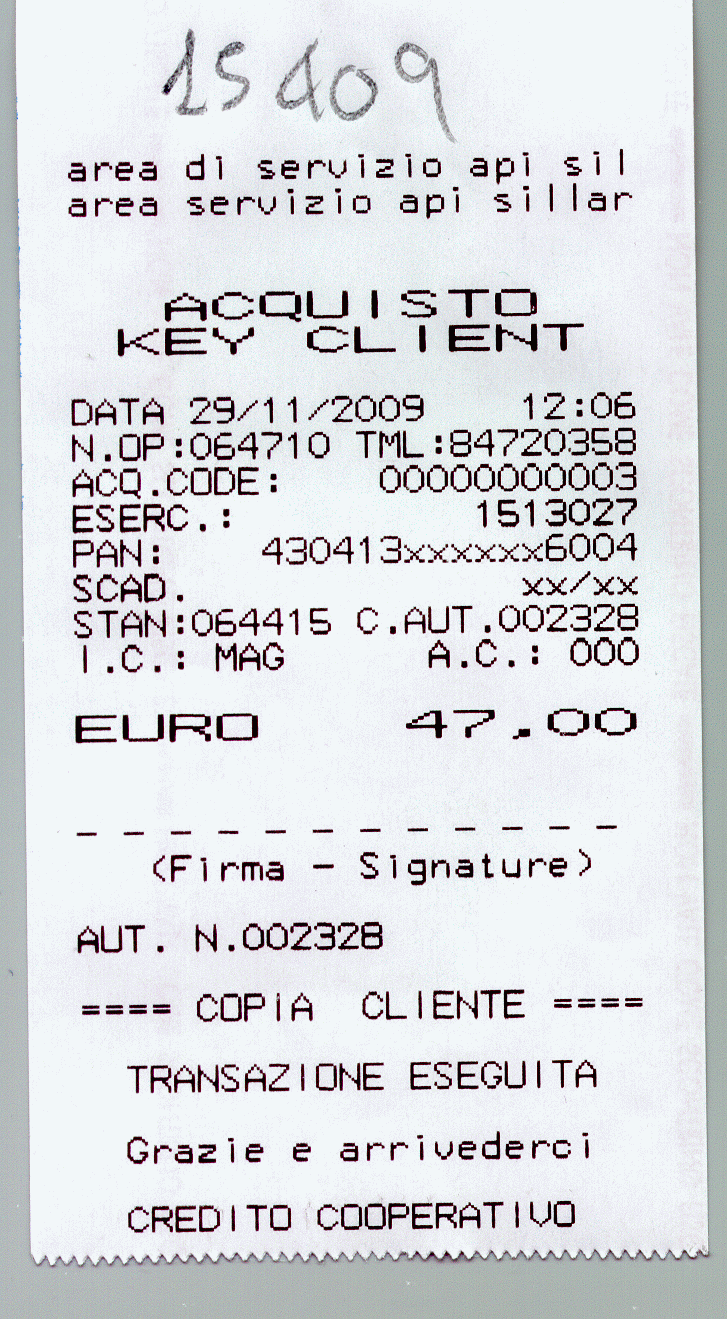 15409
area di servizio api sil
area servizio api sillar
ACQUISTO
KEY CLIENT
DATA 29/11/2009 12:06
N.OP:064710 TML:84720358
ACQ.CODE: 00000000003
ESERC.: 1513027
PAN: 430413xxxxxx6004
SCAD. xx/xx
STAN:064415 C.AUT.002328
I.C.: MAG A.C.: 000
EURO 47.00
- - - - - - - - - - - -
(Firma - Signature)
AUT. N.002328
==== COPIA CLIENTE ====
TRANSAZIONE ESEGUITA
Grazie e arrivederci
CREDITO COOPERATIVO